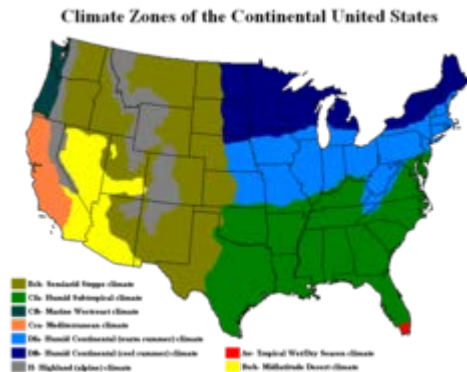 Climate Zones of the Continental United States
Bsh- Semiarid Steppe climate
Cfa- Humid Subtropical climate
Cfb- Marine Westcoast climate
Csa- Mediterranean climate
Dfa- Humid Continental (warm summer) climate
Dfb- Humid Continental (cool summer) climate
H- Highland (alpine) climate
Aw- Tropical Wet/Dry Season climate
Bwh- Midlatitude Desert climate